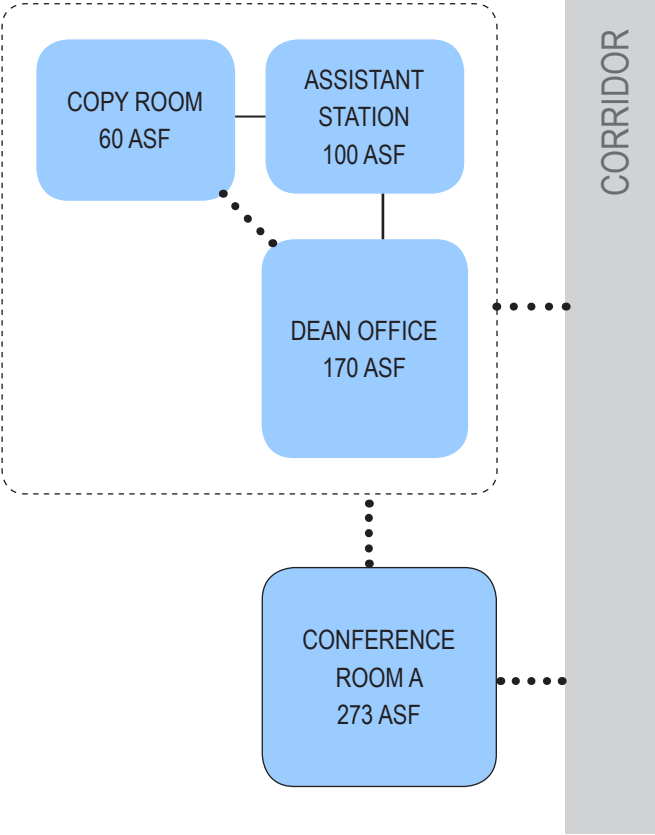 COPY ROOM
60 ASF
ASSISTANT
STATION
100 ASF
CORRIDOR
DEAN OFFICE
170 ASF
CONFERENCE
ROOM A
273 ASF